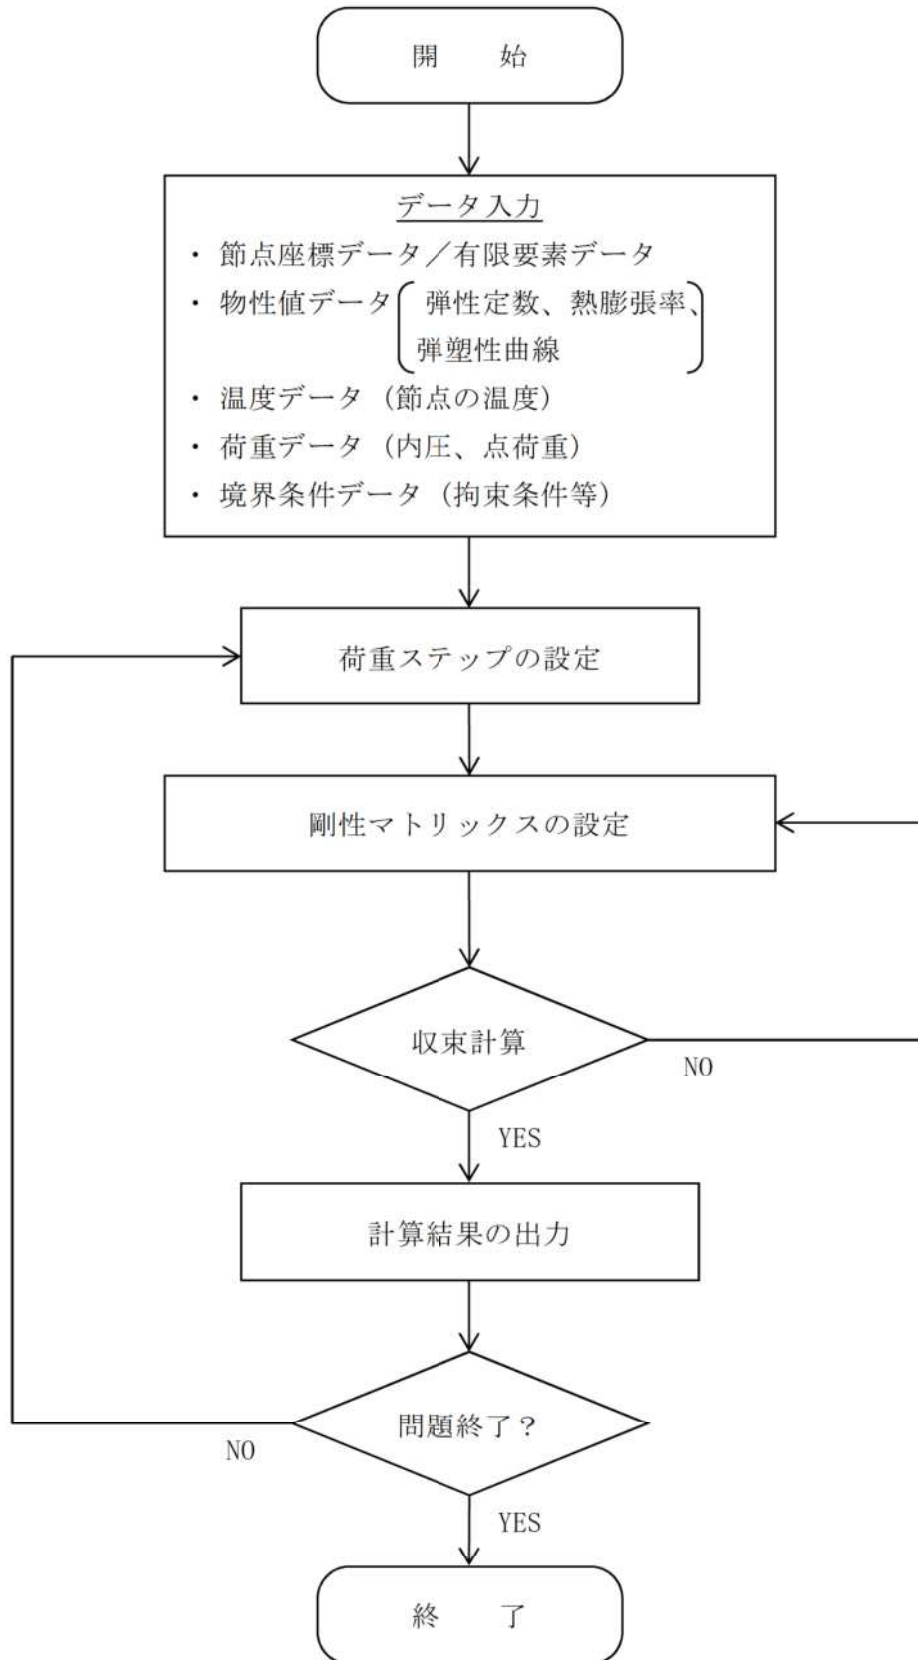 開　　始
データ入力
・ 節点座標データ／有限要素データ
・ 物性値データ 弾性定数、熱膨張率、
弾塑性曲線
・ 温度データ（節点の温度）
・ 荷重データ（内圧、点荷重）
・ 境界条件データ（拘束条件等）
荷重ステップの設定
剛性マトリックスの設定
収束計算
NO
YES
計算結果の出力
問題終了？
NO
YES
終　　了